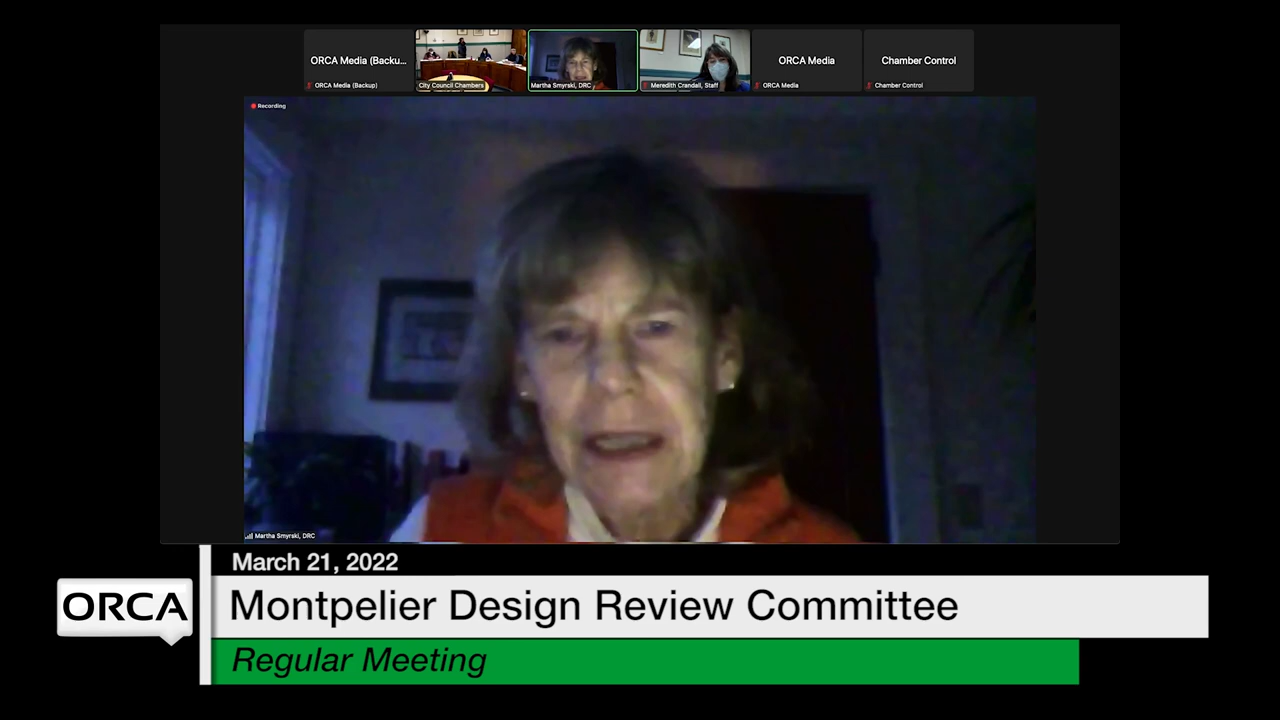 ORCA Media (Backu...
ORCA Media
Chamber Control
ORCA Media (Backup)
City Council Chambers
Martha Smyrski, DRC
Meredith Crandall, Staff
ORCA Media
Chamber Control
Recording
Martha Smyrski, DRC
March 21, 2022
ORCA
Montpelier Design Review Committee
Regular Meeting